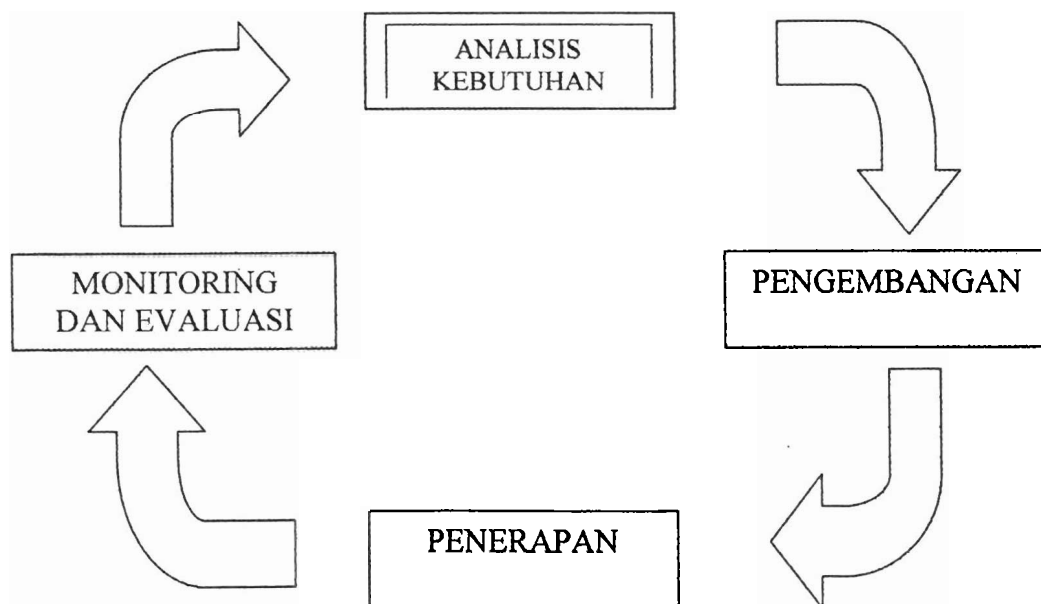 ANALISIS
KEBUTUHAN
MONITORING
DAN EVALUASI
PENGEMBANGAN
PENERAPAN